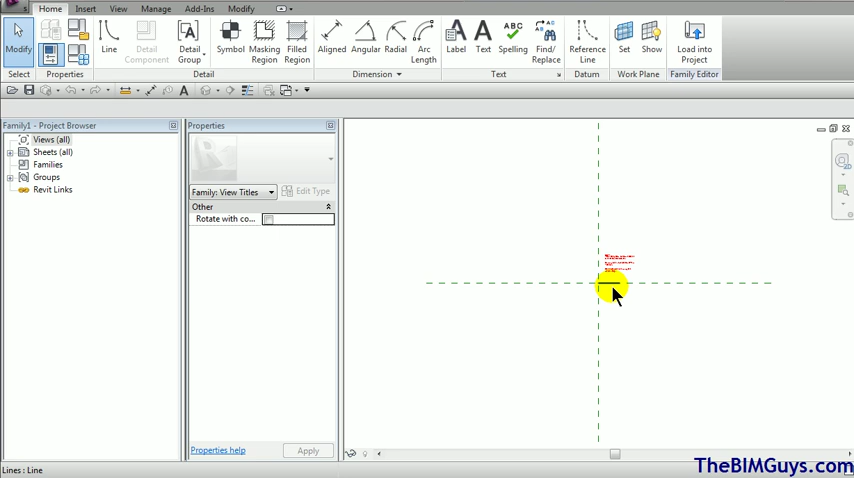 Home Insert View Manage Add-Ins Modify
Modify Line Detail Component Detail Group Symbol Masking Region Filled Region Aligned Angular Radial Arc Length Label Text Spelling Find/ Replace Reference Line Set Show Load into Project
Select Properties Detail Dimension Text Datum Work Plane Family Editor
Family1 - Project Browser
Views (all)
Sheets (all)
Families
Groups
Revit Links
Properties
Family: View Titles Edit Type
Other
Rotate with co...
Properties help Apply
2D
Lines : Line
TheBIMGuys.com